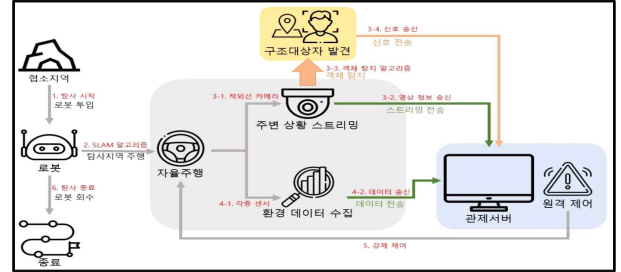 구조대상자 발견
3-4. 신호 송신
신호 전송
협소지역
3-3. 객체 탐지 알고리즘
객체 탐지
1. 탐사 시작
로봇 투입
3-1. 적외선 카메라
3-2. 영상 정보 송신
스트리밍 전송
주변 상황 스트리밍
2. SLAM 알고리즘
탐사지역 주행
로봇
자율주행
6. 탐사 종료
로봇 회수
4-1. 각종 센서
4-2. 데이터 송신
데이터 전송
환경 데이터 수집
관제서버
원격 제어
5. 강제 제어
종료